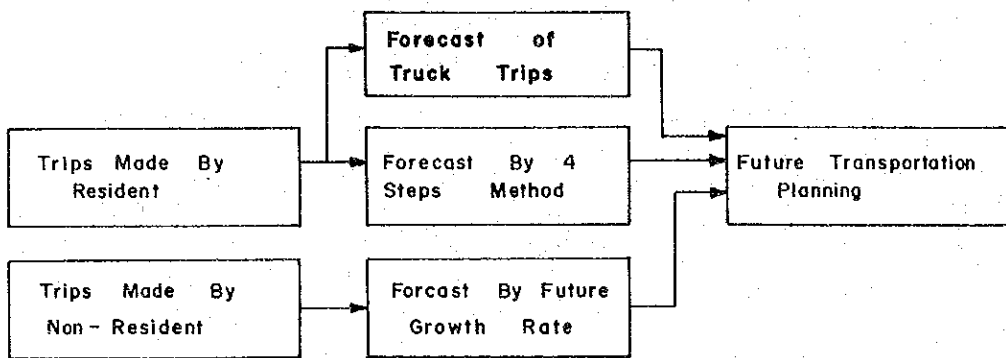 Forecast of
Truck Trips
Trips Made By
Resident
Forecast By 4
Steps Method
Future Transportation
Planning
Trips Made By
Non-Resident
Forcast By Future
Growth Rate